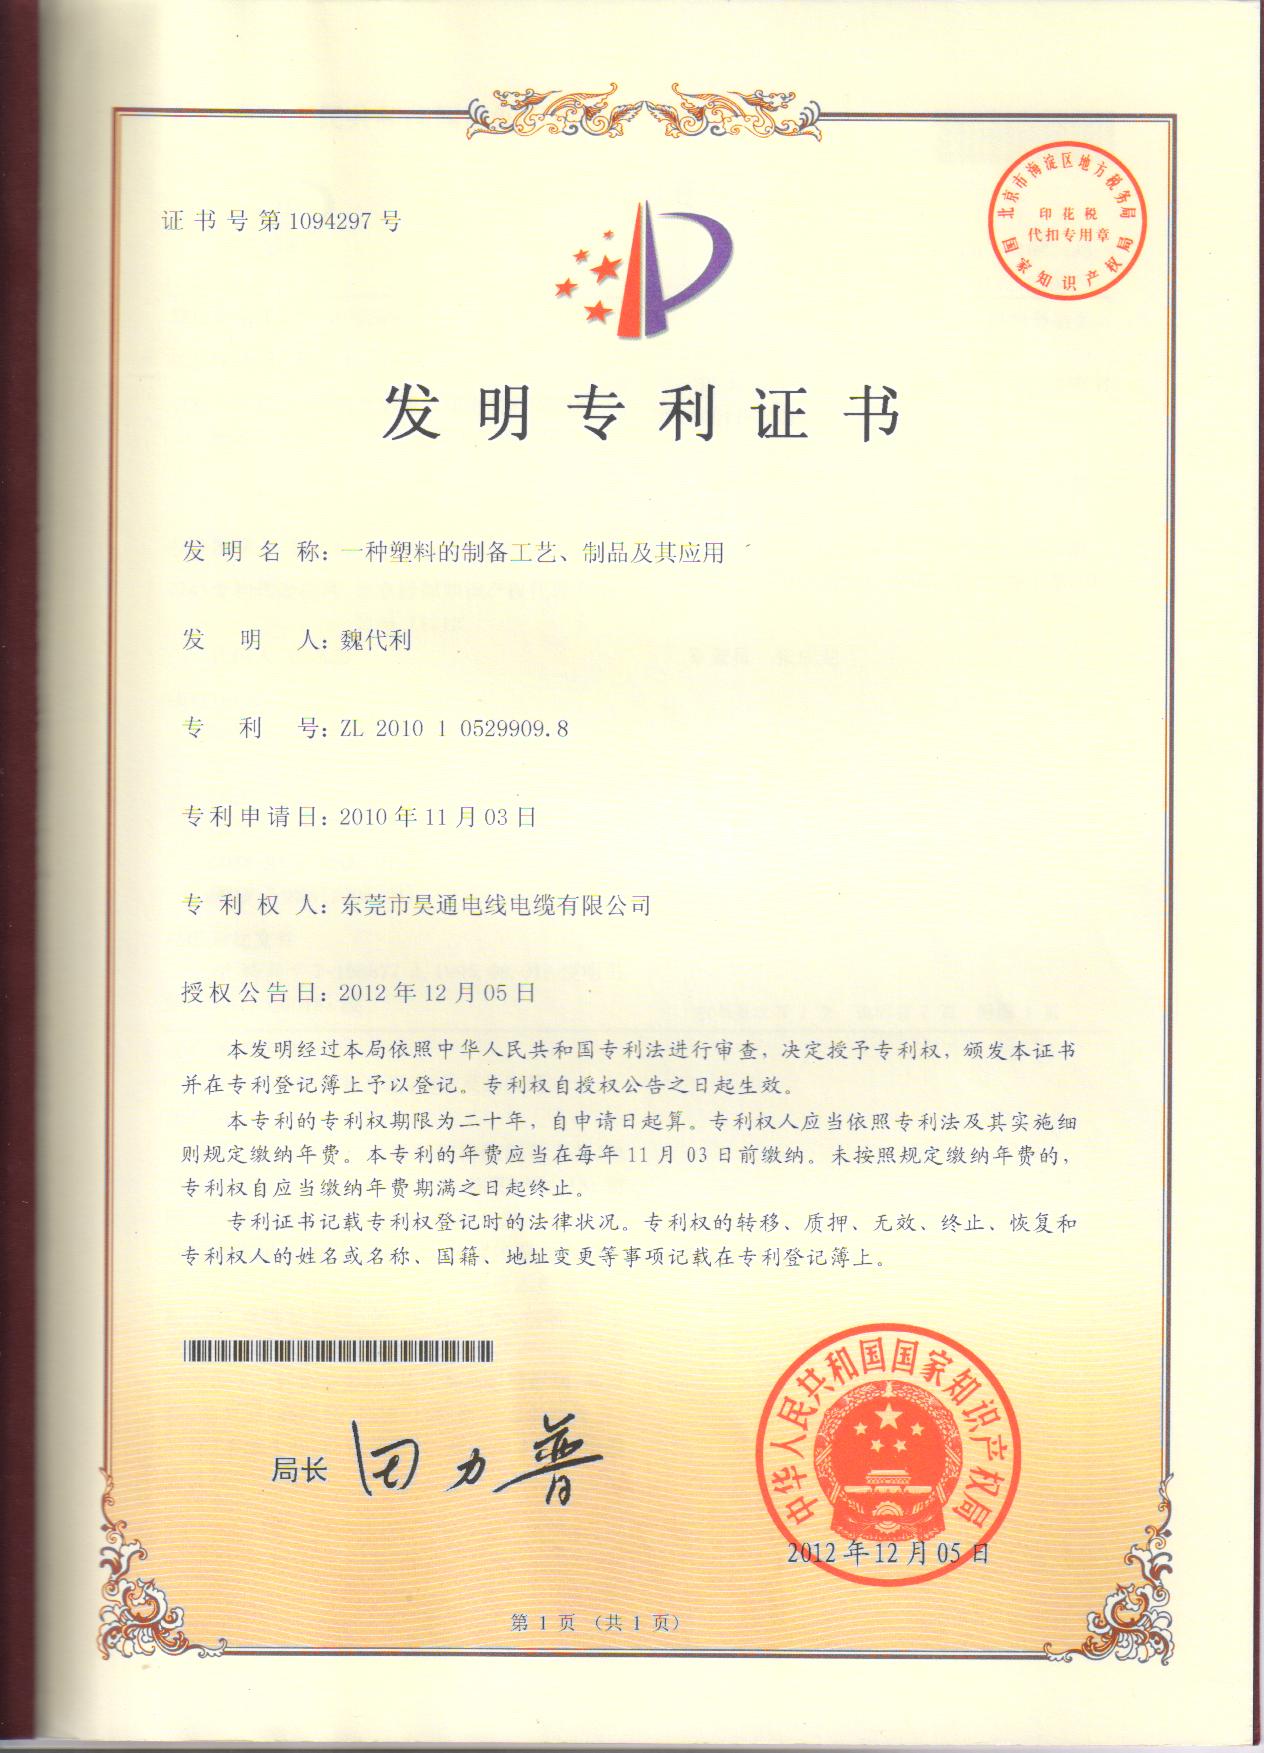 证书号第1094297号
北京市海淀区地方税务局
印花税
代扣专用章
国家知识产权局
发明专利证书
发明名称：一种塑料的制备工艺、制品及其应用
发明人：魏代利
专利号：ZL 2010 1 0529909.8
专利申请日：2010年11月03日
专利权人：东莞市昊通电线电缆有限公司
授权公告日：2012年12月05日
本发明经过本局依照中华人民共和国专利法进行审查，决定授予专利权，颁发本证书
并在专利登记簿上予以登记。专利权自授权公告之日起生效。
本专利的专利权期限为二十年，自申请日起算。专利权人应当依照专利法及其实施细
则规定缴纳年费。本专利的年费应当在每年11月03日前缴纳。未按照规定缴纳年费的，
专利权自应当缴纳年费期满之日起终止。
专利证书记载专利权登记时的法律状况。专利权的转移、质押、无效、终止、恢复和
专利权人的姓名或名称、国籍、地址变更等事项记载在专利登记簿上。
局长 田力普
中华人民共和国国家知识产权局
2012年12月05日
第1页（共1页）